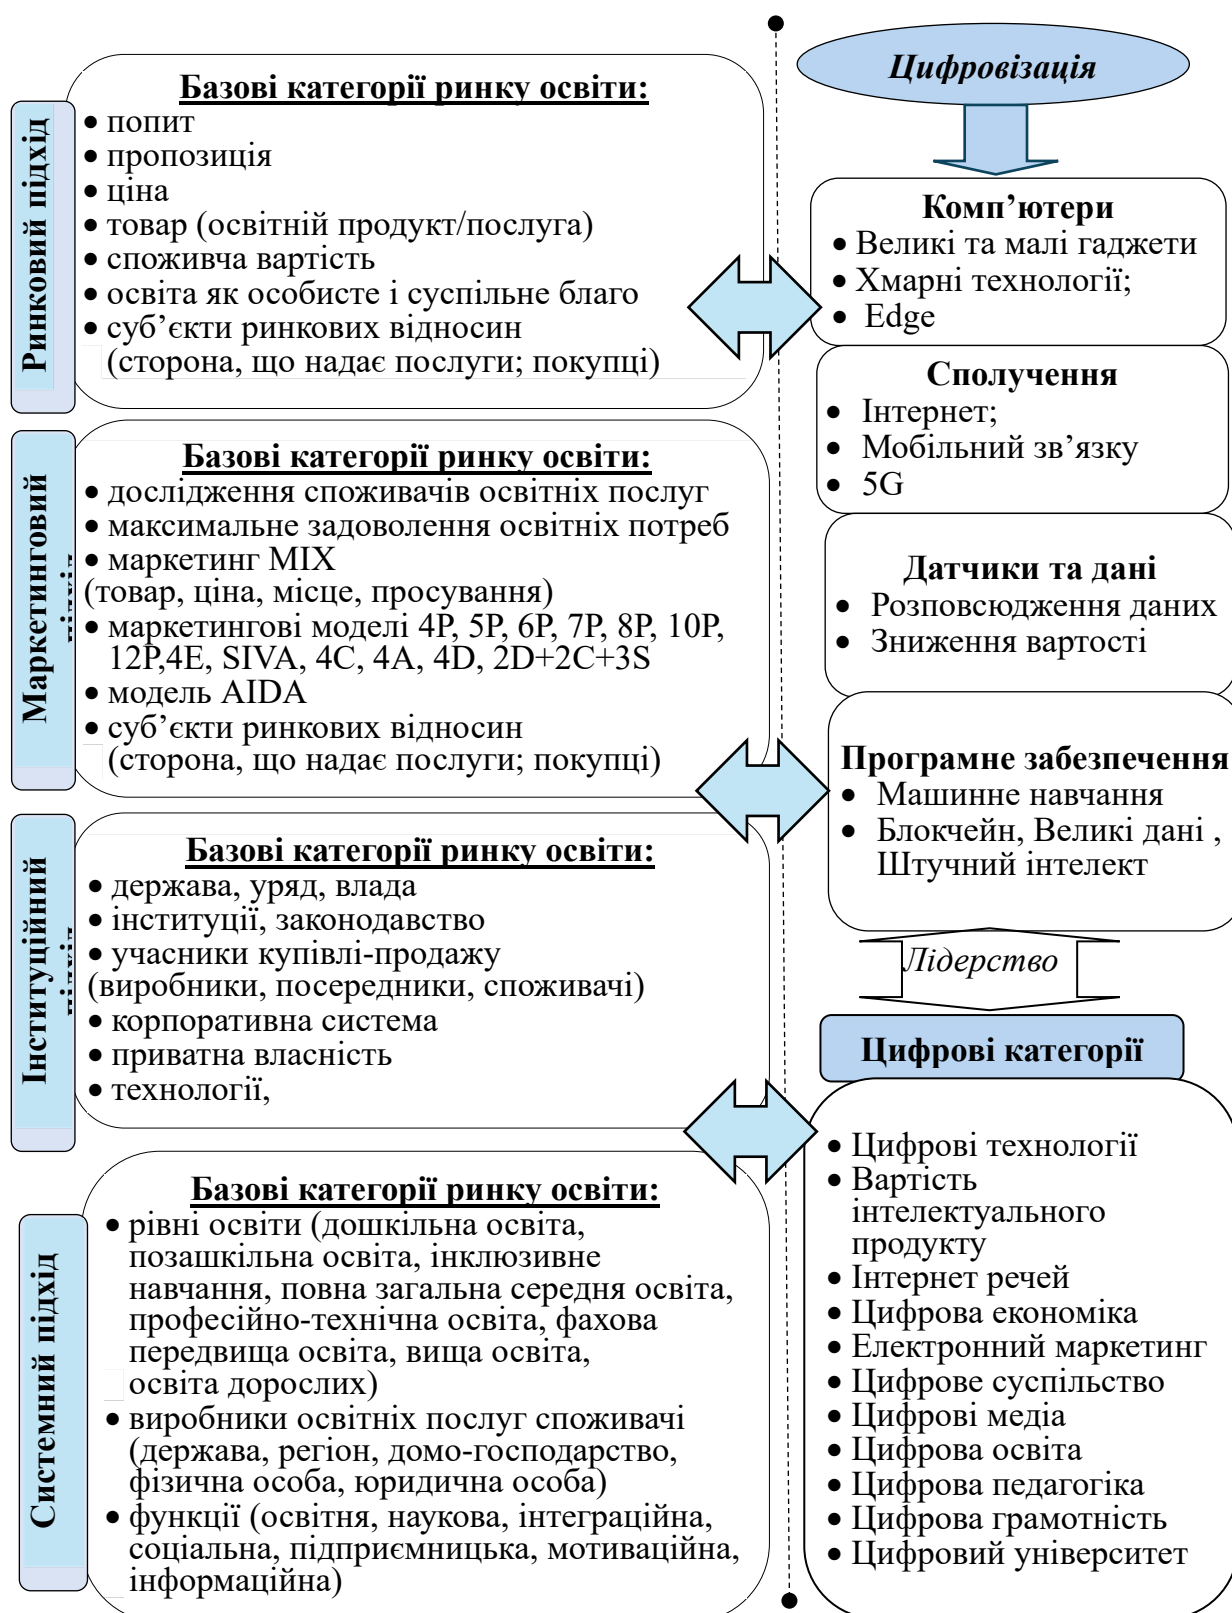 Ринковий підхід
Базові категорії ринку освіти:
• попит
• пропозиція
• ціна
• товар (освітній продукт/послуга)
• споживча вартість
• освіта як особисте і суспільне благо
• суб’єкти ринкових відносин
(сторона, що надає послуги; покупці)
Маркетинговий
підхід
Базові категорії ринку освіти:
• дослідження споживачів освітніх послуг
• максимальне задоволення освітніх потреб
• маркетинг MIX
(товар, ціна, місце, просування)
• маркетингові моделі 4P, 5P, 6P, 7P, 8P, 10P,
12P,4E, SIVA, 4C, 4A, 4D, 2D+2C+3S
• модель AIDA
• суб’єкти ринкових відносин
(сторона, що надає послуги; покупці)
Інституційний
підхід
Базові категорії ринку освіти:
• держава, уряд, влада
• інституції, законодавство
• учасники купівлі-продажу
(виробники, посередники, споживачі)
• корпоративна система
• приватна власність
• технології,
Системний підхід
Базові категорії ринку освіти:
• рівні освіти (дошкільна освіта,
позашкільна освіта, інклюзивне
навчання, повна загальна середня освіта,
професійно-технічна освіта, фахова
передвища освіта, вища освіта,
освіта дорослих)
• виробники освітніх послуг споживачі
(держава, регіон, домо-господарство,
фізична особа, юридична особа)
• функції (освітня, наукова, інтеграційна,
соціальна, підприємницька, мотиваційна,
інформаційна)
Цифровізація
Комп’ютери
• Великі та малі гаджети
• Хмарні технології;
• Edge
Сполучення
• Інтернет;
• Мобільний зв’язку
• 5G
Датчики та дані
• Розповсюдження даних
• Зниження вартості
Програмне забезпечення
• Машинне навчання
• Блокчейн, Великі дані ,
Штучний інтелект
Лідерство
Цифрові категорії
• Цифрові технології
• Вартість
інтелектуального
продукту
• Інтернет речей
• Цифрова економіка
• Електронний маркетинг
• Цифрове суспільство
• Цифрові медіа
• Цифрова освіта
• Цифрова педагогіка
• Цифрова грамотність
• Цифровий університет